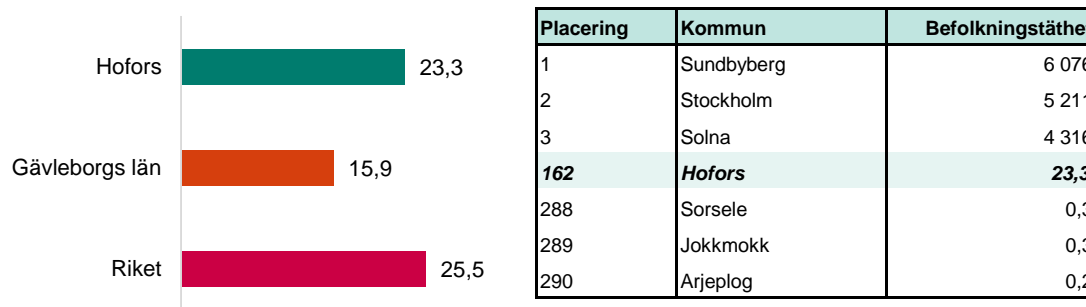 Hofors 23,3
Gävleborgs län 15,9
Riket 25,5
Placering Kommun Befolkningstäthet
1 Sundbyberg 6 076
2 Stockholm 5 211
3 Solna 4 316
162 Hofors 23,3
288 Sorsele 0,3
289 Jokkmokk 0,3
290 Arjeplog 0,2